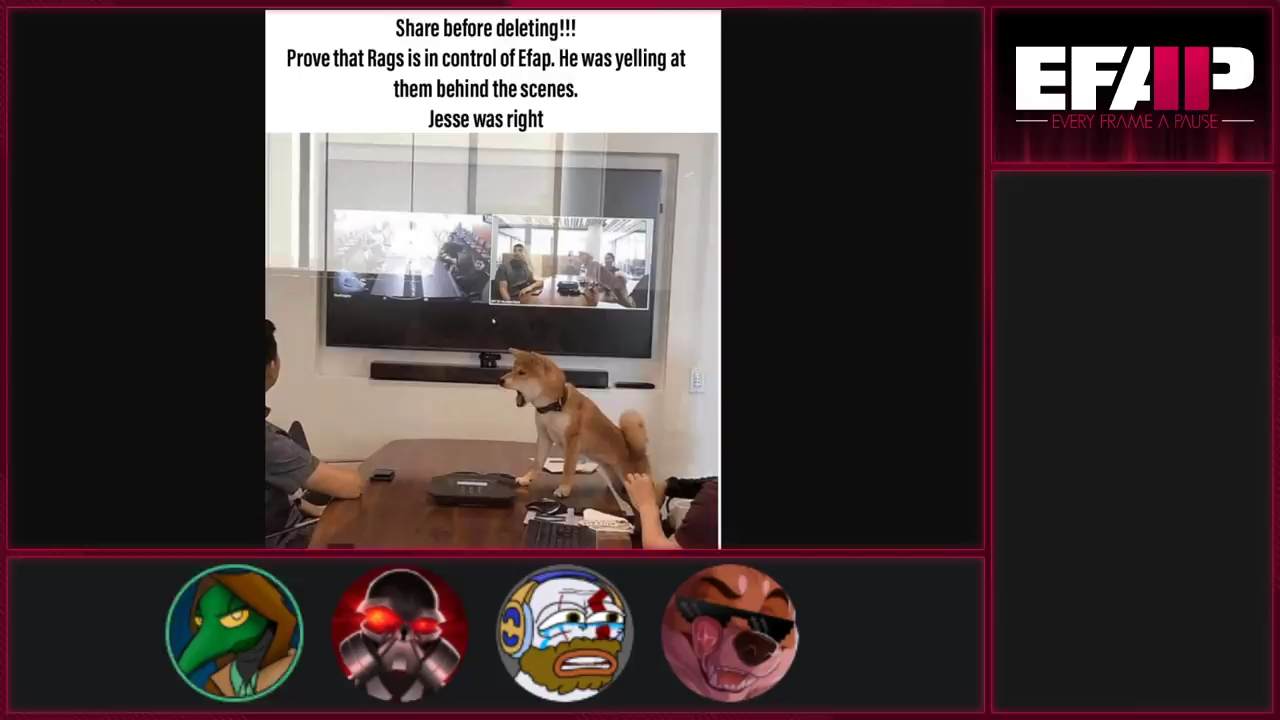 Share before deleting!!!
Prove that Rags is in control of Efap. He was yelling at
them behind the scenes.
Jesse was right
EFAP
EVERY FRAME A PAUSE